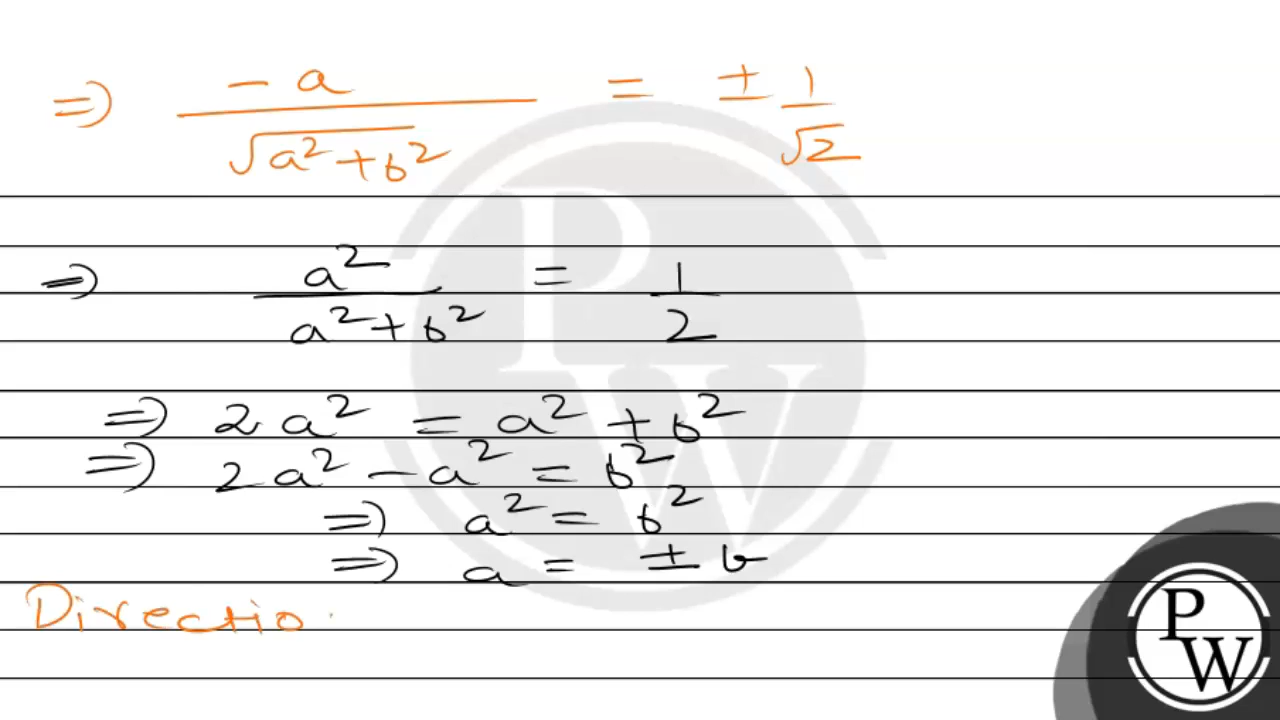 ⇒ -a / √(a²+b²) = ± 1/√2
⇒ a² / (a²+b²) = 1/2
⇒ 2a² = a² + b²
⇒ 2a² - a² = b²
⇒ a² = b²
⇒ a = ± b
Directio
PW
PW